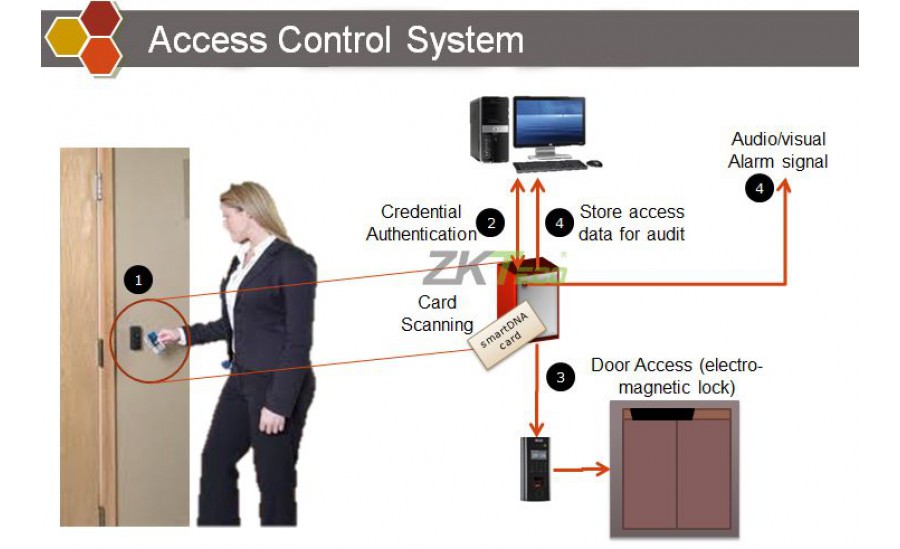 Access Control System
Audio/visual
Alarm signal
4
Credential
Authentication
2
4
Store access
data for audit
ZKTeco
1
Card
Scanning
smartDNA
card
3
Door Access (electro-
magnetic lock)